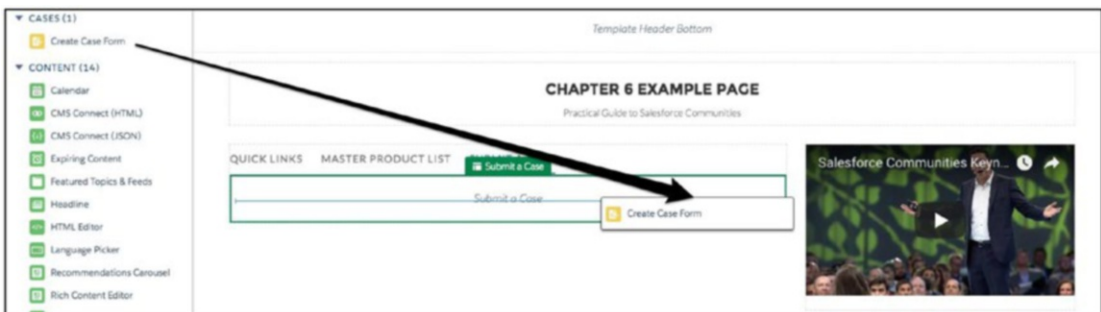 CASES (1)
Create Case Form
CONTENT (14)
Calendar
CMS Connect (HTML)
CMS Connect (JSON)
Expiring Content
Featured Topics & Feeds
Headline
HTML Editor
Language Picker
Recommendations Carousel
Rich Content Editor
Template Header Bottom
CHAPTER 6 EXAMPLE PAGE
Practical Guide to Salesforce Communities
QUICK LINKS MASTER PRODUCT LIST
Submit a Case
Submit a Case
Create Case Form
Salesforce Communities Keyn...